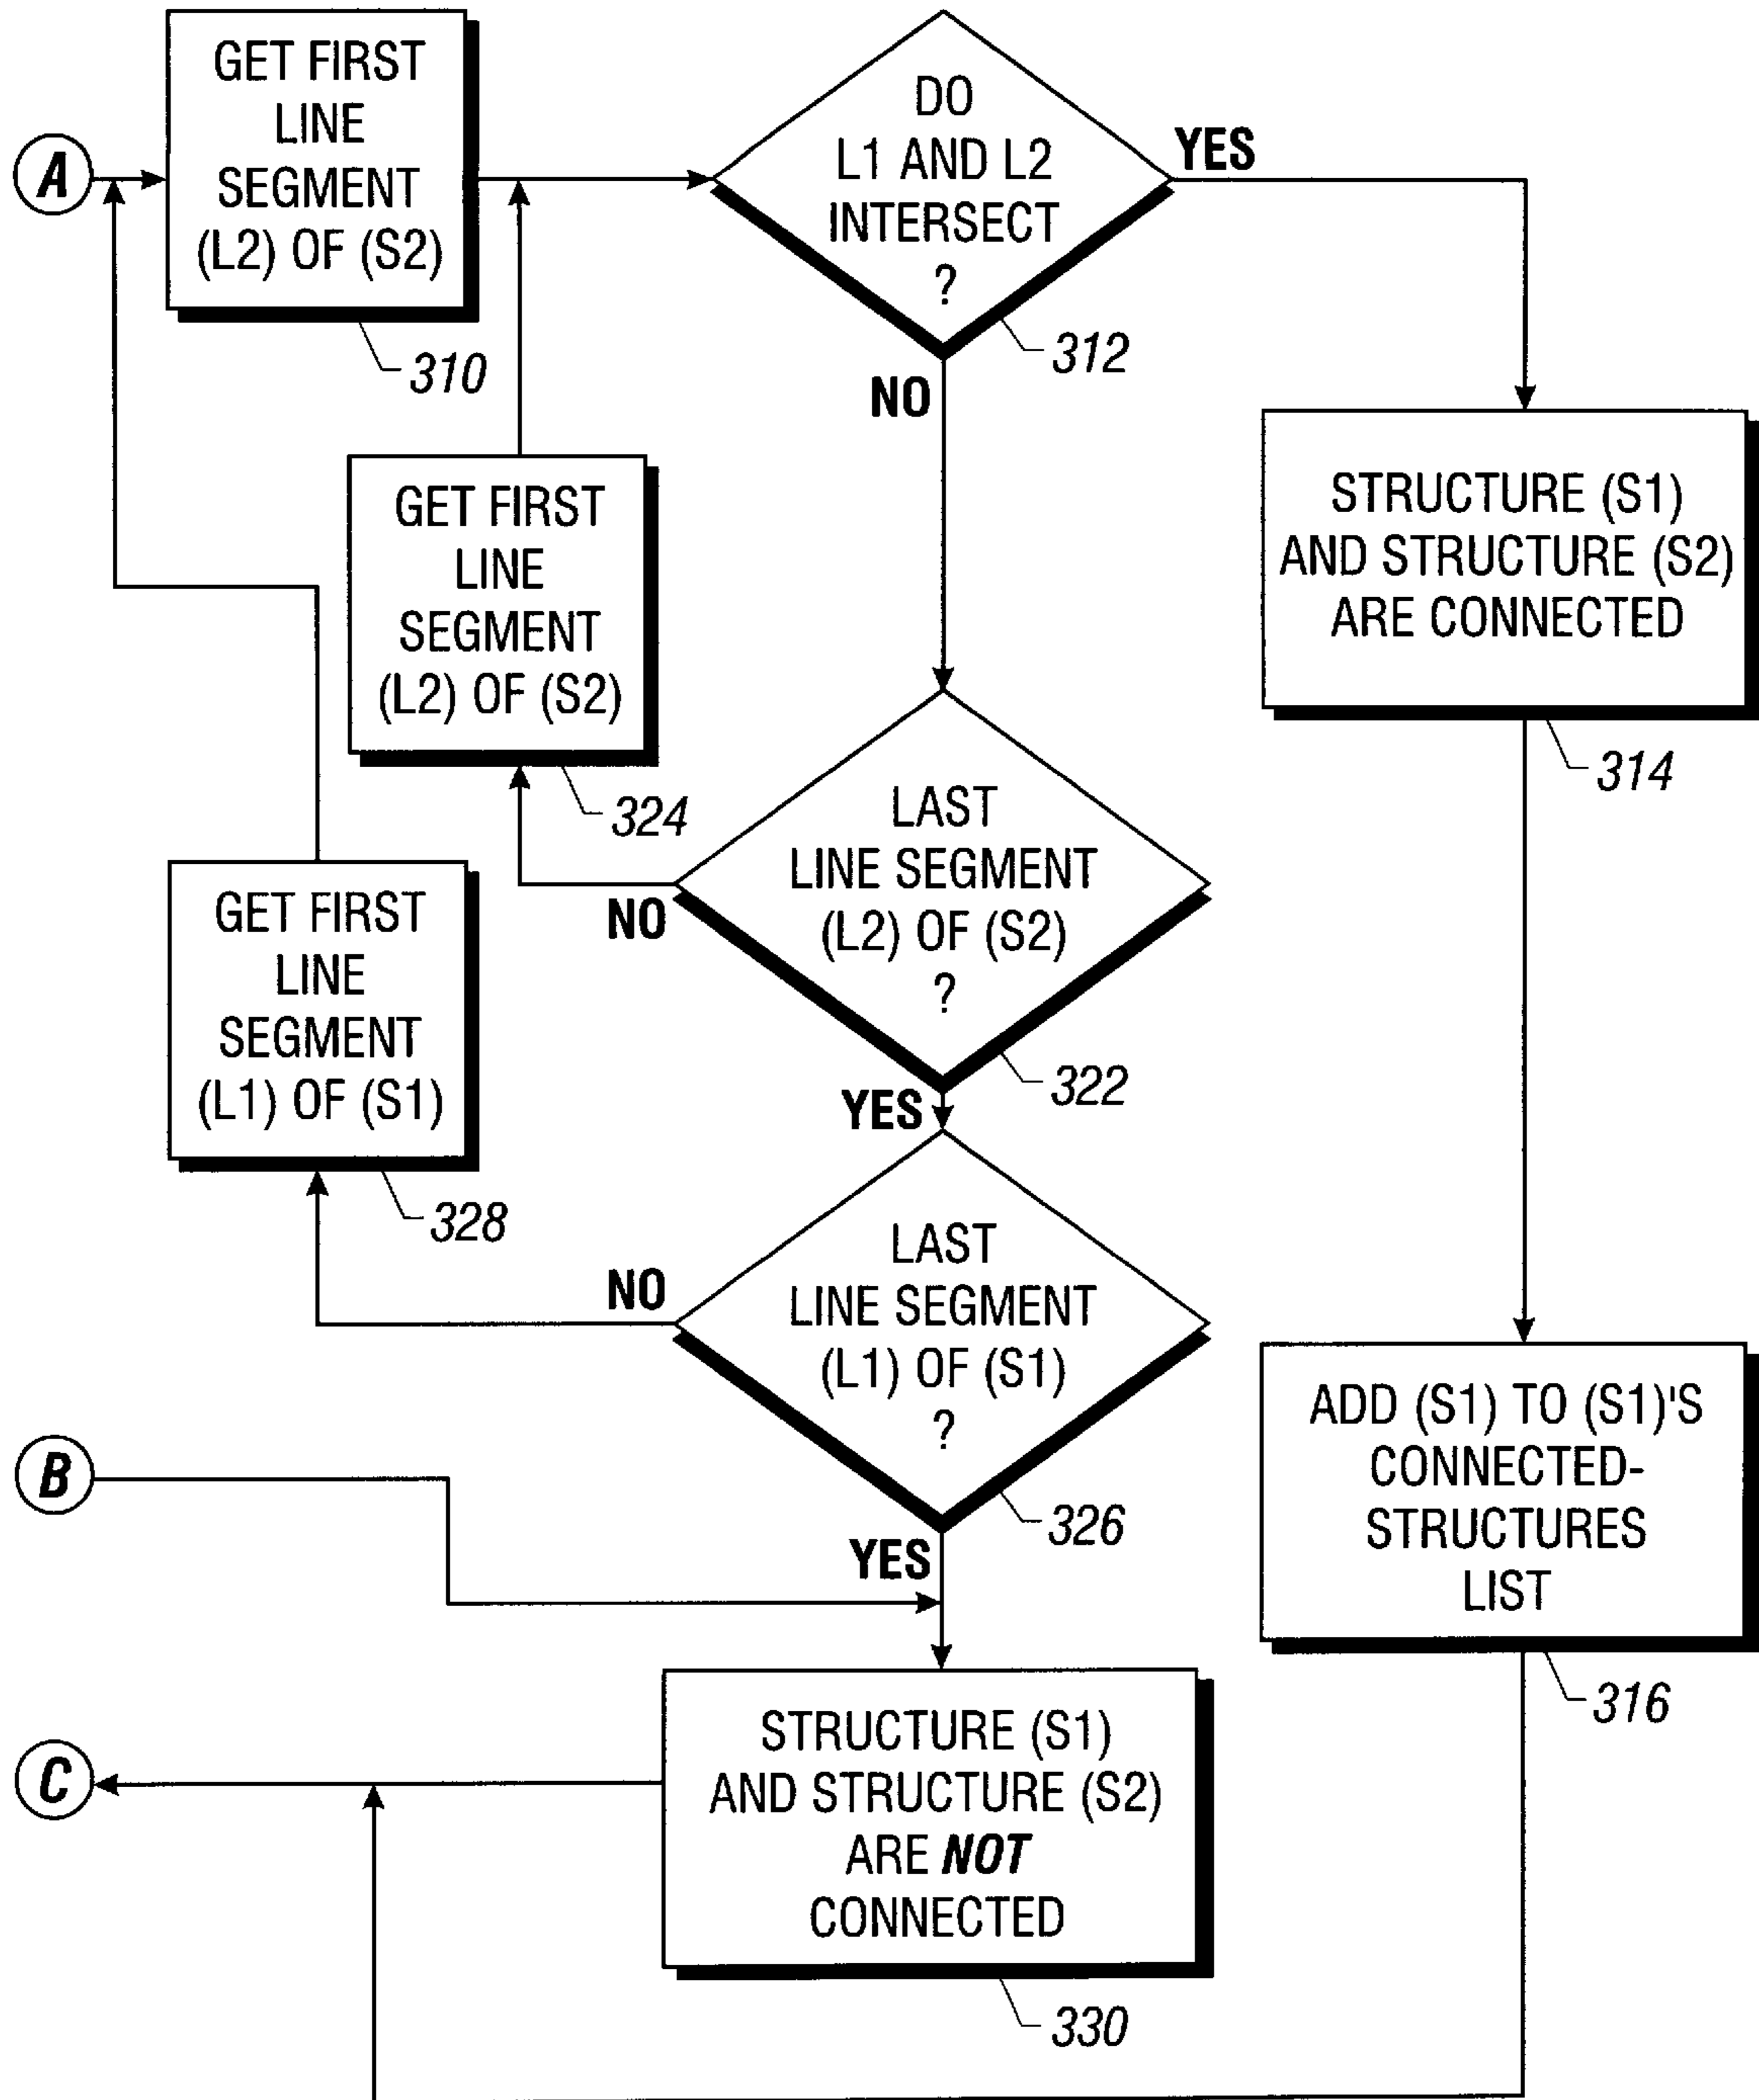 GET FIRST
LINE
SEGMENT
(L2) OF (S2)
310
A
DO
L1 AND L2
INTERSECT
?
312
YES
NO
STRUCTURE (S1)
AND STRUCTURE (S2)
ARE CONNECTED
314
GET FIRST
LINE
SEGMENT
(L2) OF (S2)
324
LAST
LINE SEGMENT
(L2) OF (S2)
?
322
NO
YES
GET FIRST
LINE
SEGMENT
(L1) OF (S1)
328
LAST
LINE SEGMENT
(L1) OF (S1)
?
326
NO
YES
ADD (S1) TO (S1)'S
CONNECTED-
STRUCTURES
LIST
316
B
STRUCTURE (S1)
AND STRUCTURE (S2)
ARE NOT
CONNECTED
330
C